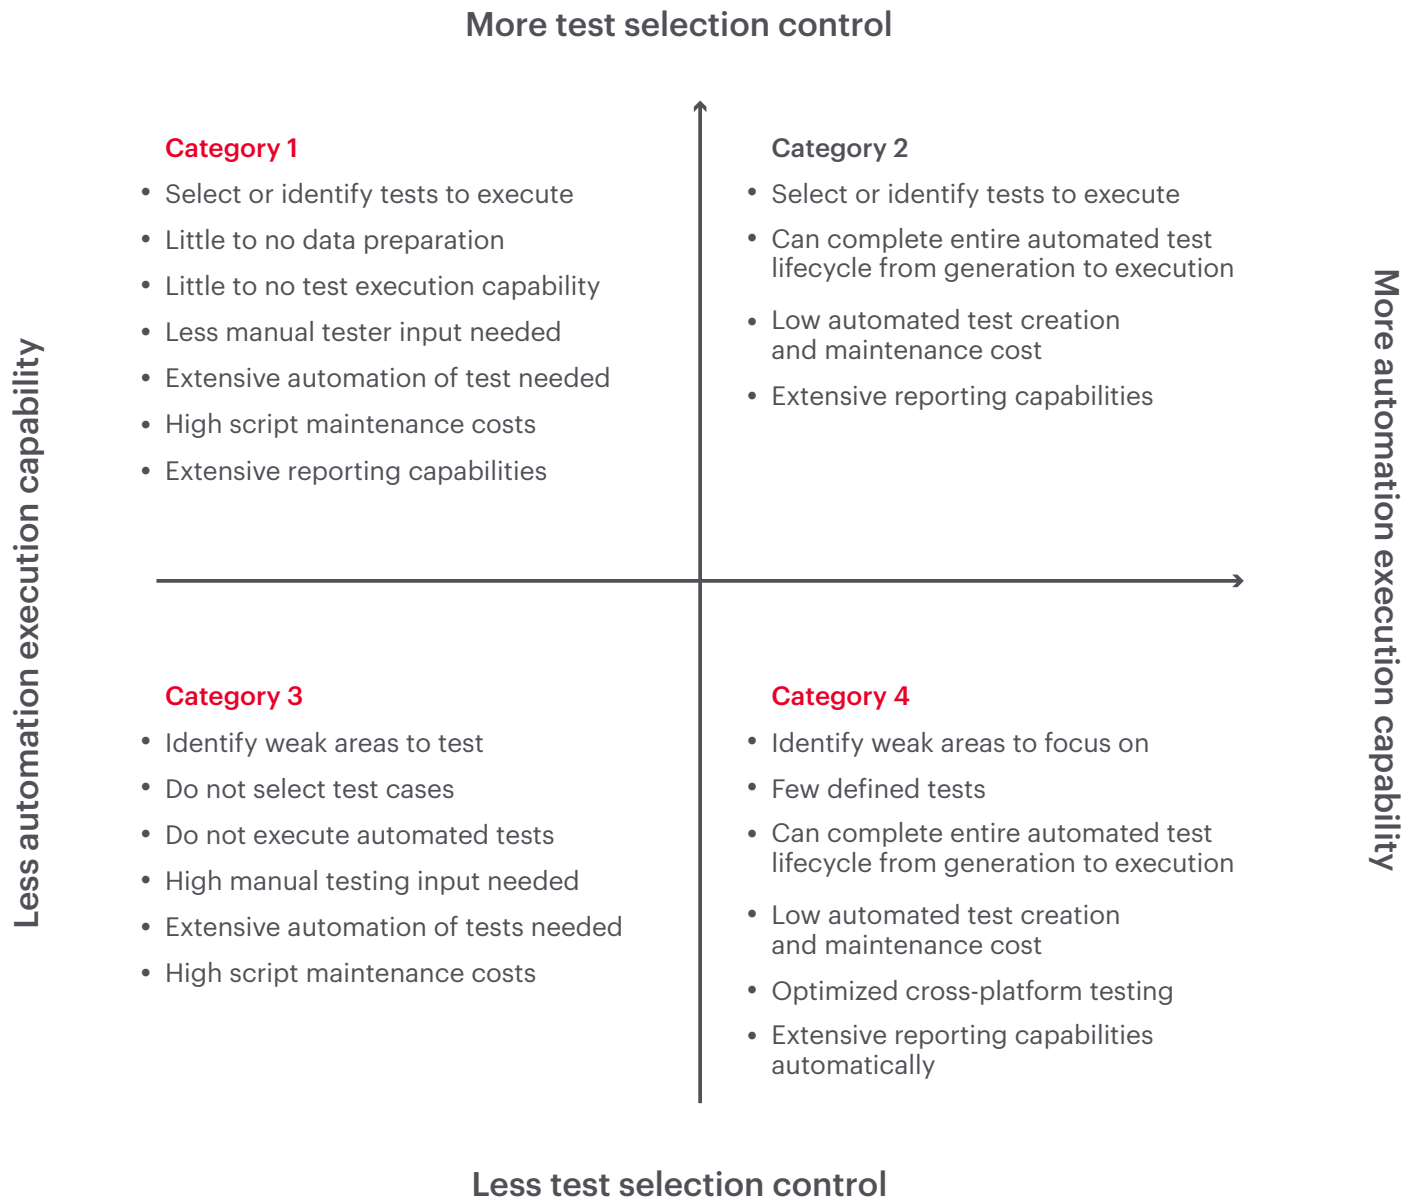 More test selection control
Less automation execution capability
Category 1
• Select or identify tests to execute
• Little to no data preparation
• Little to no test execution capability
• Less manual tester input needed
• Extensive automation of test needed
• High script maintenance costs
• Extensive reporting capabilities
Category 2
• Select or identify tests to execute
• Can complete entire automated test
lifecycle from generation to execution
• Low automated test creation
and maintenance cost
• Extensive reporting capabilities
More automation execution capability
Category 3
• Identify weak areas to test
• Do not select test cases
• Do not execute automated tests
• High manual testing input needed
• Extensive automation of tests needed
• High script maintenance costs
Category 4
• Identify weak areas to focus on
• Few defined tests
• Can complete entire automated test
lifecycle from generation to execution
• Low automated test creation
and maintenance cost
• Optimized cross-platform testing
• Extensive reporting capabilities
automatically
Less test selection control